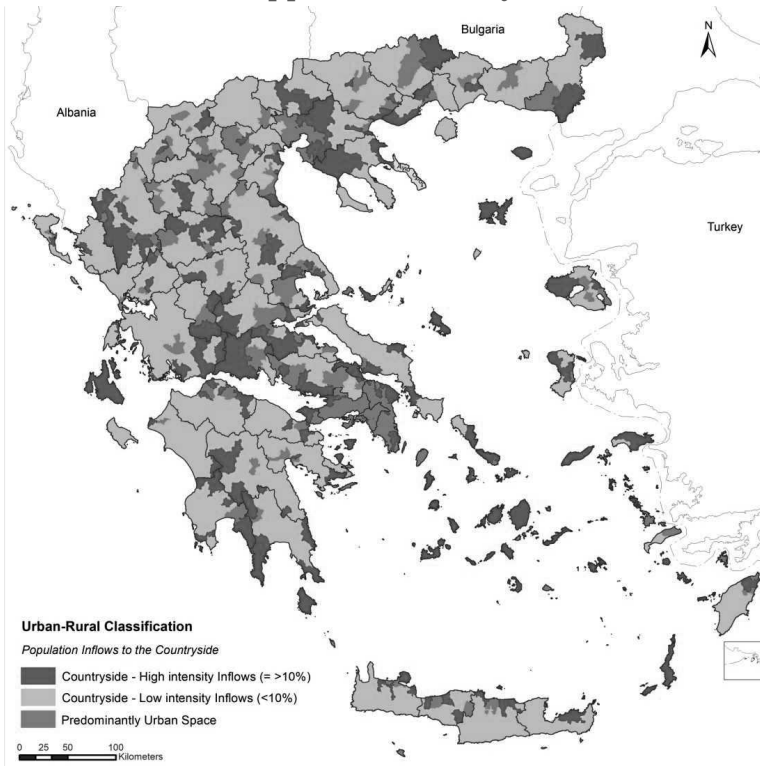 Bulgaria
N
Albania
Turkey
Urban-Rural Classification
Population Inflows to the Countryside
Countryside - High intensity Inflows (= >10%)
Countryside - Low intensity Inflows (<10%)
Predominantly Urban Space
0 25 50 100
Kilometers